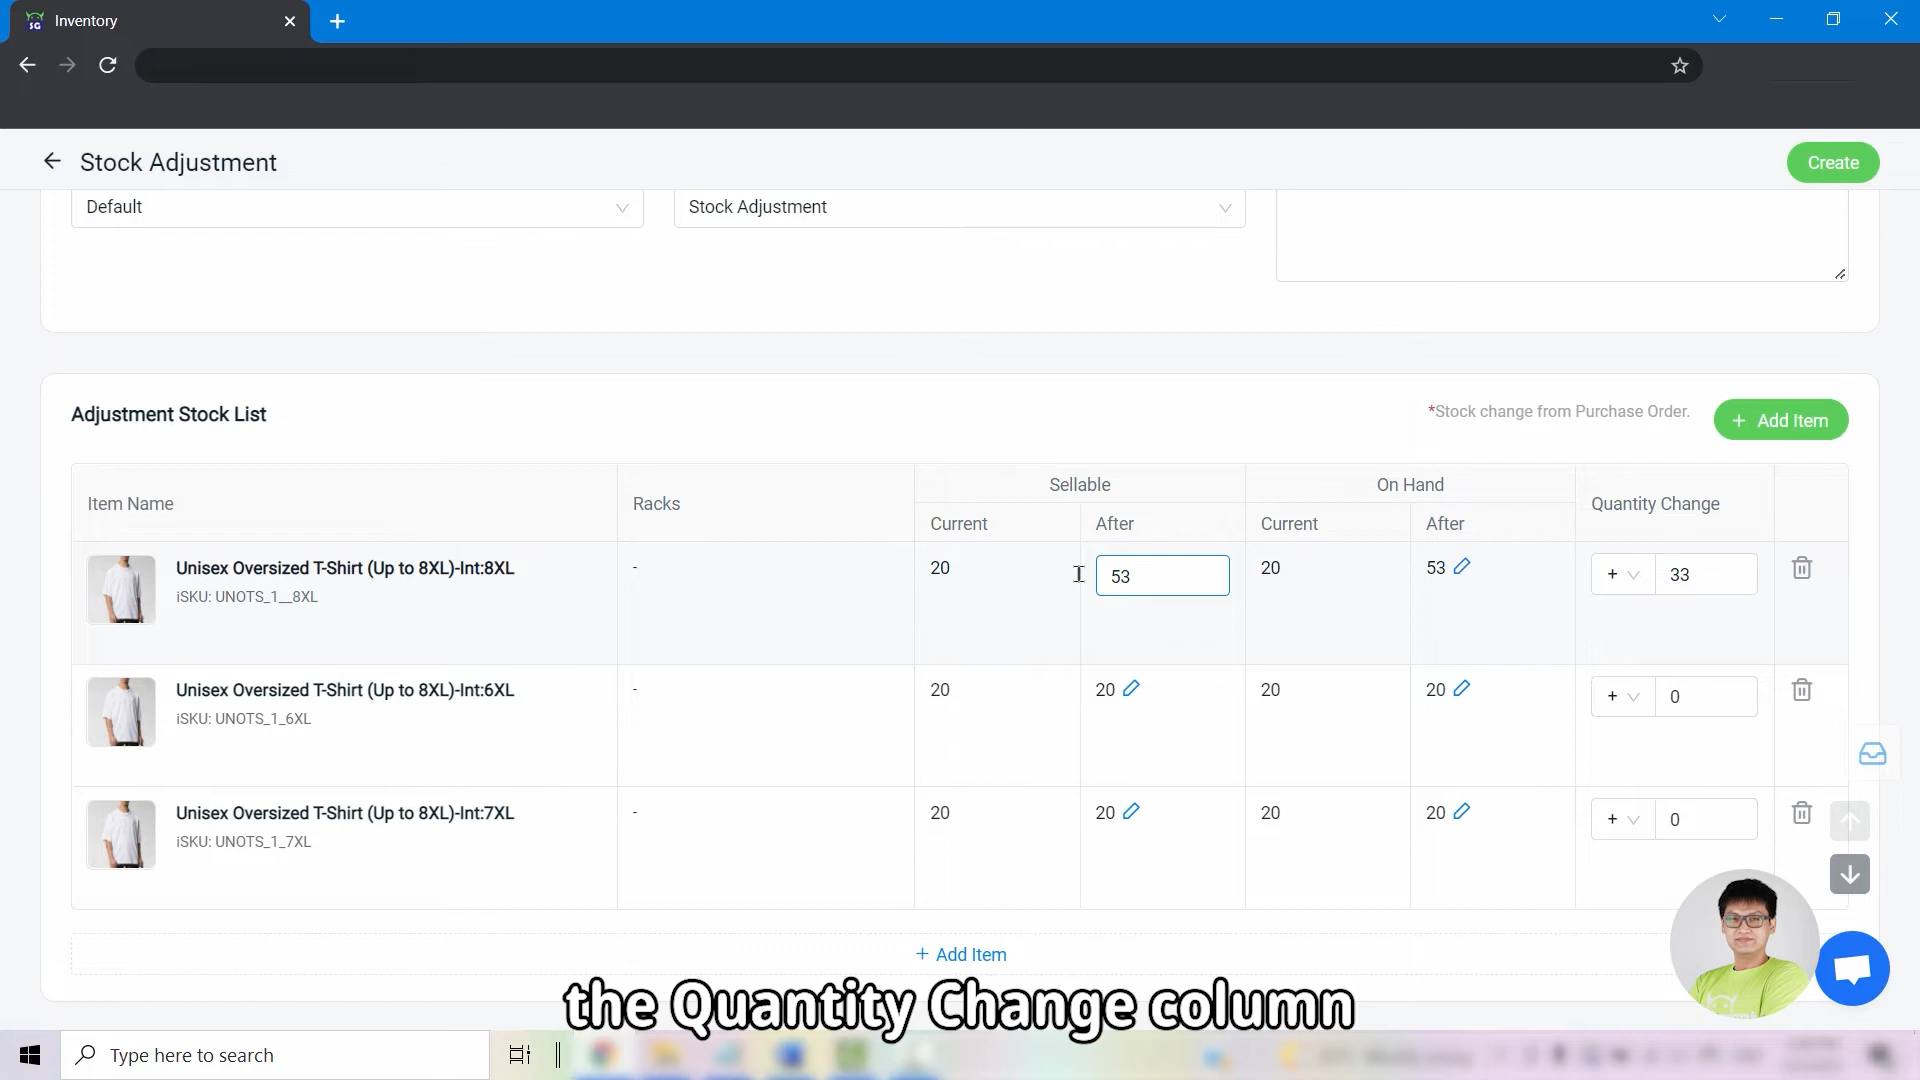 SG Inventory
Stock Adjustment
Create
Default
Stock Adjustment
Adjustment Stock List
*Stock change from Purchase Order.
+ Add Item
Item Name
Racks
Sellable
On Hand
Quantity Change
Current
After
Current
After
Unisex Oversized T-Shirt (Up to 8XL)-Int:8XL
iSKU: UNOTS_1__8XL
-
20
53
20
53
+
33
Unisex Oversized T-Shirt (Up to 8XL)-Int:6XL
iSKU: UNOTS_1_6XL
-
20
20
20
20
+
0
Unisex Oversized T-Shirt (Up to 8XL)-Int:7XL
iSKU: UNOTS_1_7XL
-
20
20
20
20
+
0
+ Add Item
the Quantity Change column
Type here to search